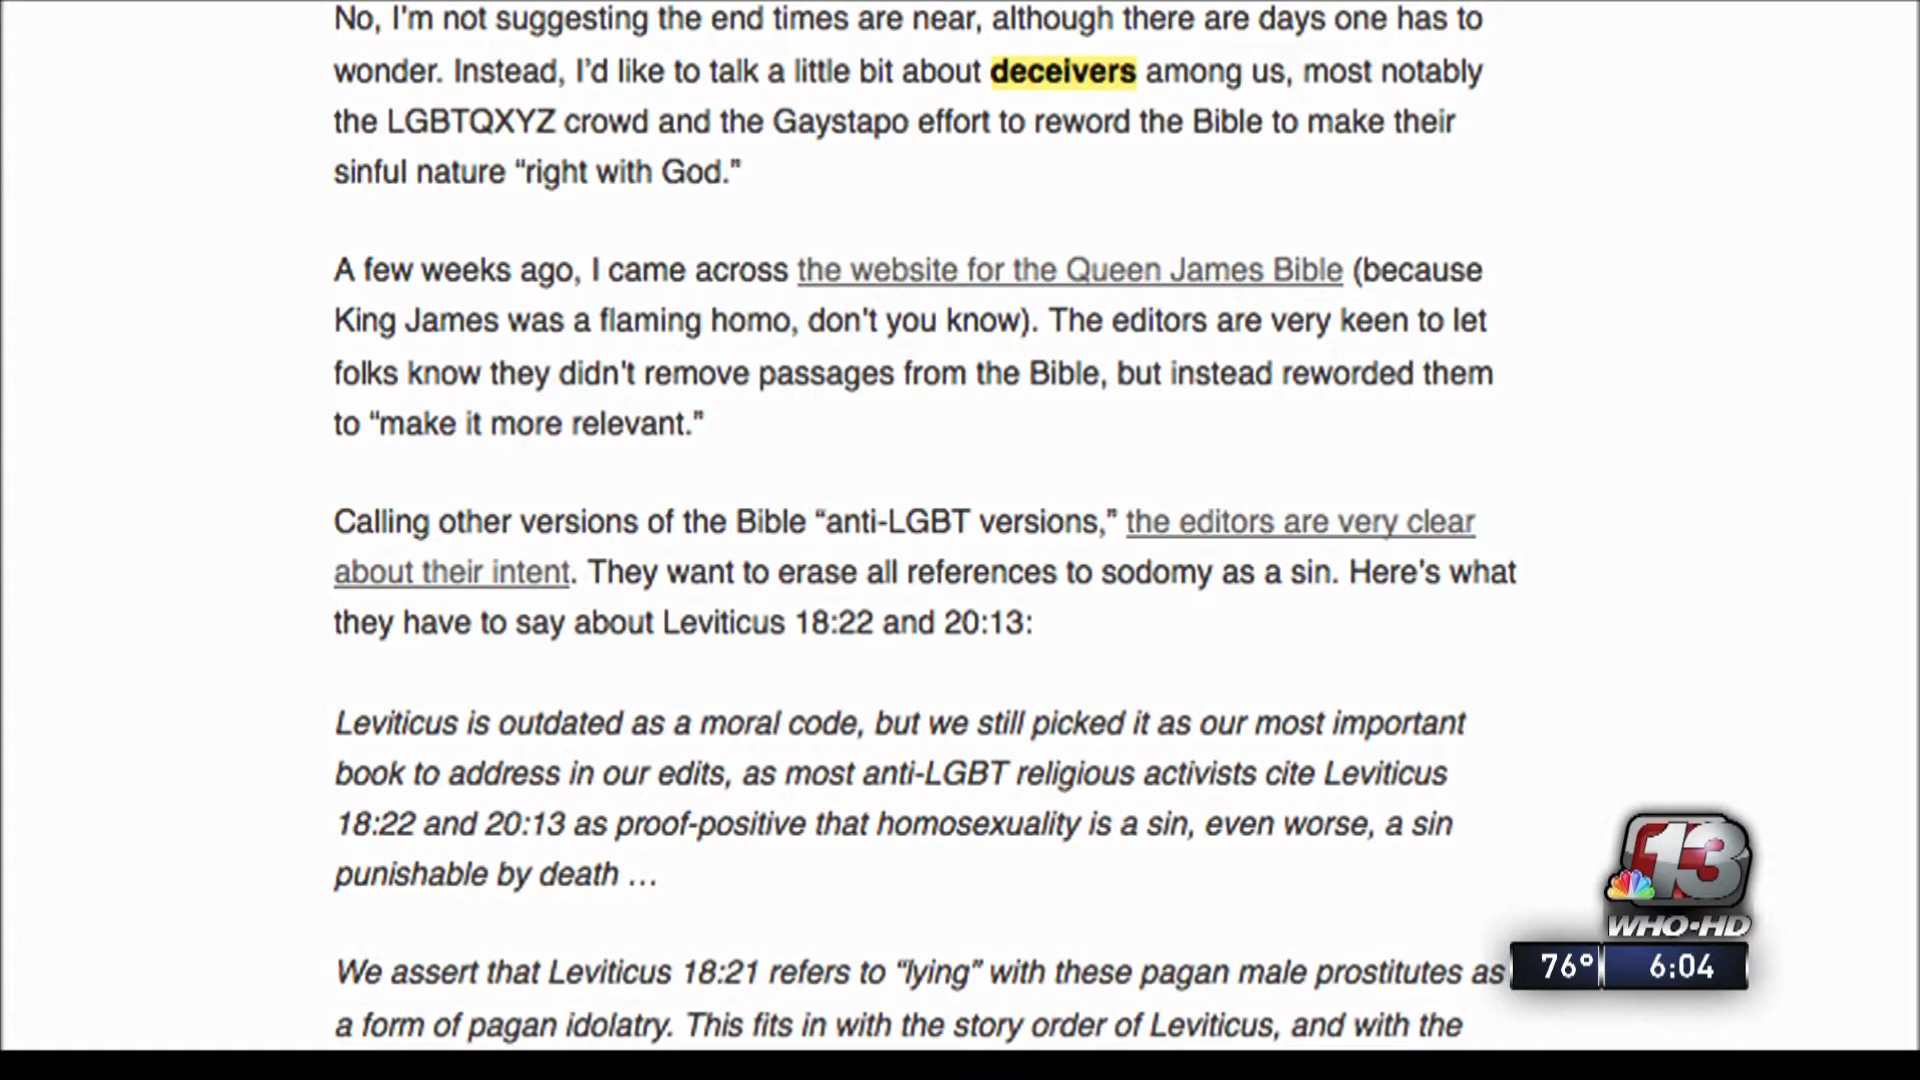 No, I'm not suggesting the end times are near, although there are days one has to
wonder. Instead, I'd like to talk a little bit about deceivers among us, most notably
the LGBTQXYZ crowd and the Gaystapo effort to reword the Bible to make their
sinful nature “right with God.”
A few weeks ago, I came across the website for the Queen James Bible (because
King James was a flaming homo, don't you know). The editors are very keen to let
folks know they didn't remove passages from the Bible, but instead reworded them
to “make it more relevant.”
Calling other versions of the Bible “anti-LGBT versions,” the editors are very clear
about their intent. They want to erase all references to sodomy as a sin. Here's what
they have to say about Leviticus 18:22 and 20:13:
Leviticus is outdated as a moral code, but we still picked it as our most important
book to address in our edits, as most anti-LGBT religious activists cite Leviticus
18:22 and 20:13 as proof-positive that homosexuality is a sin, even worse, a sin
punishable by death …
We assert that Leviticus 18:21 refers to “lying” with these pagan male prostitutes as
a form of pagan idolatry. This fits in with the story order of Leviticus, and with the
13
WHO-HD
76° 6:04